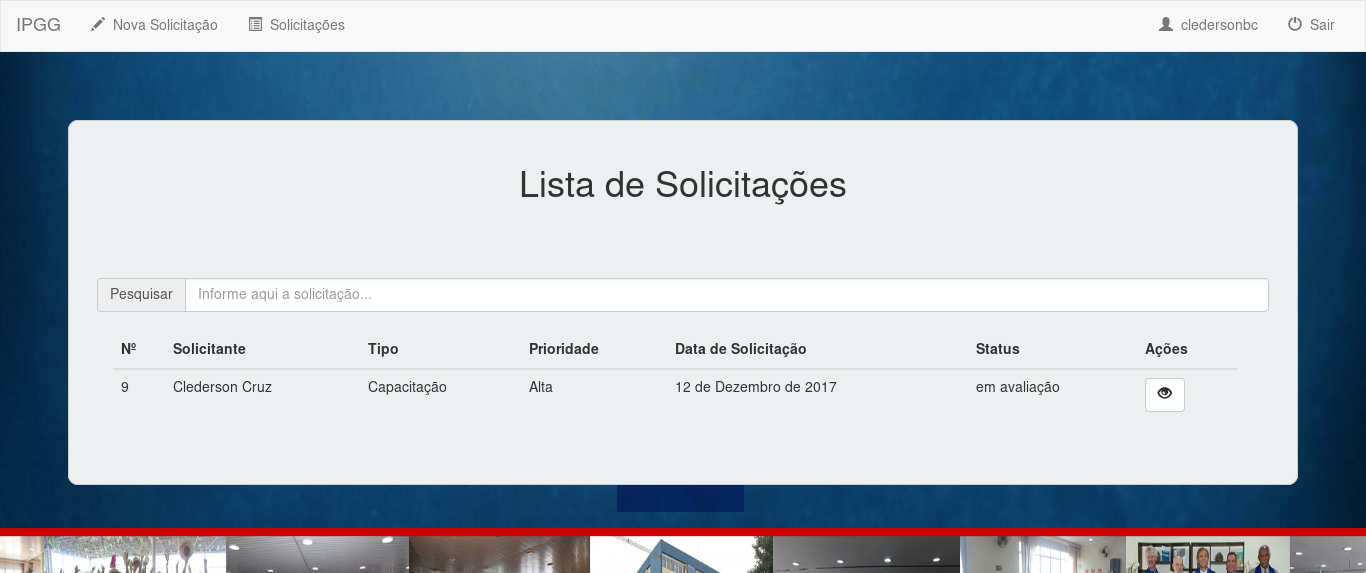 IPGG Nova Solicitação Solicitações cledersonbc Sair
Lista de Solicitações
Pesquisar Informe aqui a solicitação...
Nº Solicitante Tipo Prioridade Data de Solicitação Status Ações
9 Clederson Cruz Capacitação Alta 12 de Dezembro de 2017 em avaliação